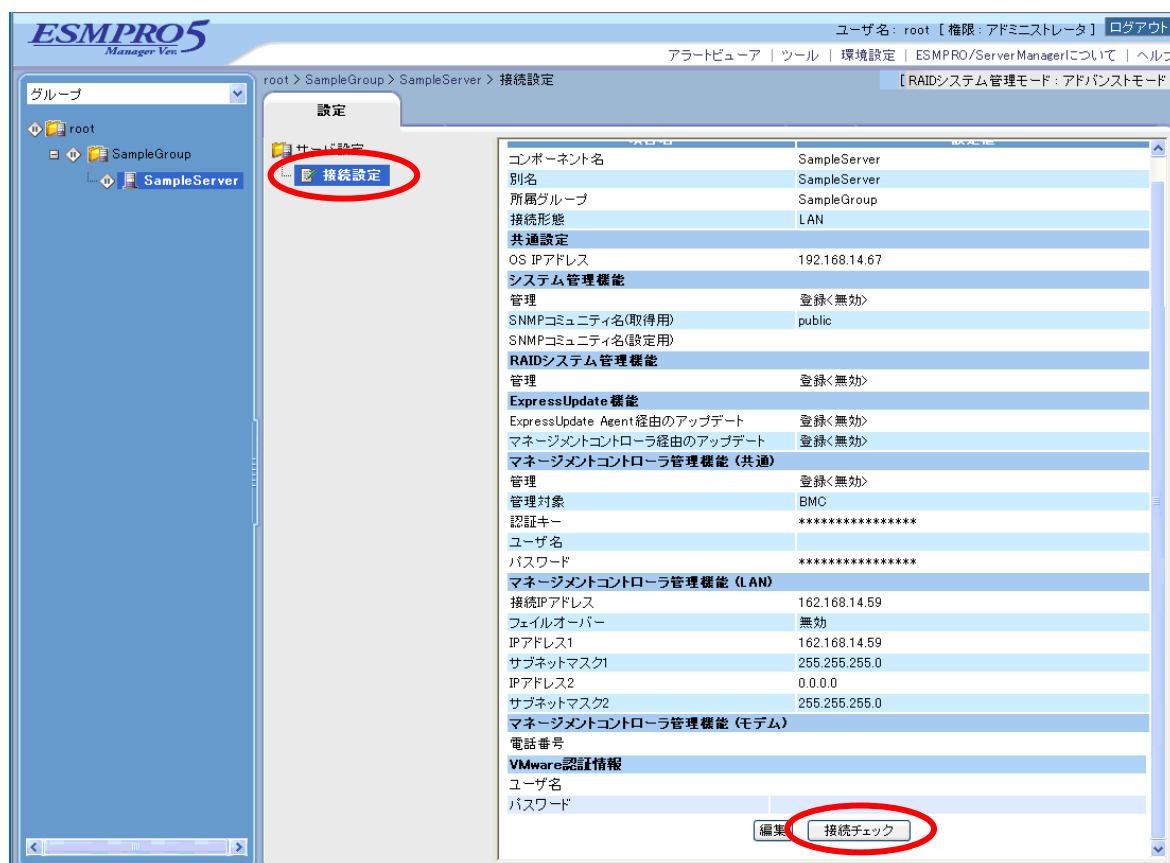 ESMPRO5
Manager Ver.
ユーザ名: root [ 権限 : アドミニストレータ ] ログアウト
アラートビューア | ツール | 環境設定 | ESMPRO/ServerManagerについて | ヘルプ
グループ
root > SampleGroup > SampleServer > 接続設定
[ RAIDシステム管理モード : アドバンストモード
設定
root
SampleGroup
SampleServer
サーバ設定
接続設定
項目名 設定値
コンポーネント名 SampleServer
別名 SampleServer
所属グループ SampleGroup
接続形態 LAN
共通設定
OS IPアドレス 192.168.14.67
システム管理機能
管理 登録<無効>
SNMPコミュニティ名(取得用) public
SNMPコミュニティ名(設定用)
RAIDシステム管理機能
管理 登録<無効>
ExpressUpdate機能
ExpressUpdate Agent経由のアップデート 登録<無効>
マネージメントコントローラ経由のアップデート 登録<無効>
マネージメントコントローラ管理機能 (共通)
管理 登録<無効>
管理対象 BMC
認証キー ****************
ユーザ名
パスワード ****************
マネージメントコントローラ管理機能 (LAN)
接続IPアドレス 162.168.14.59
フェイルオーバー 無効
IPアドレス1 162.168.14.59
サブネットマスク1 255.255.255.0
IPアドレス2 0.0.0.0
サブネットマスク2 255.255.255.0
マネージメントコントローラ管理機能 (モデム)
電話番号
VMware認証情報
ユーザ名
パスワード
編集 接続チェック